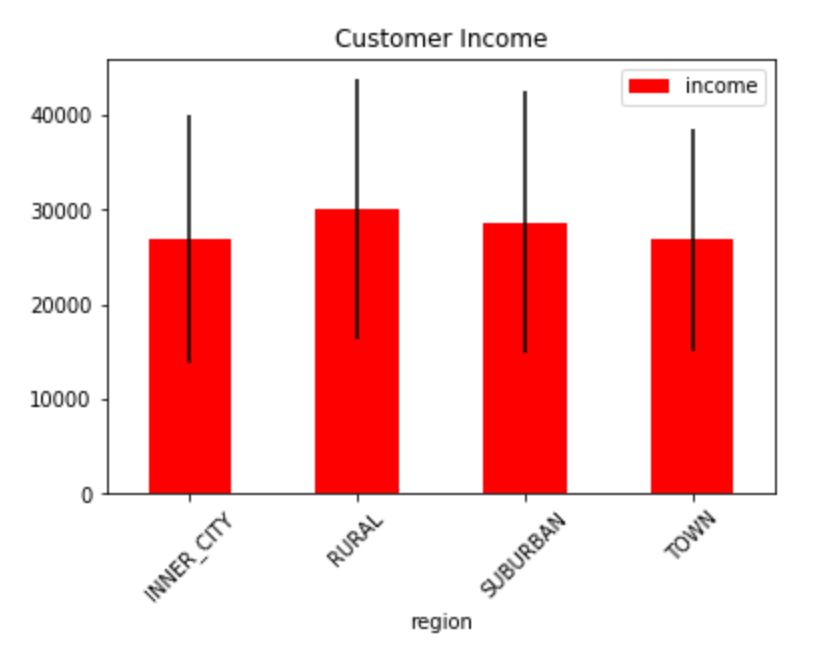 Customer Income
income
40000
30000
20000
10000
0
INNER_CITY
RURAL
SUBURBAN
TOWN
region